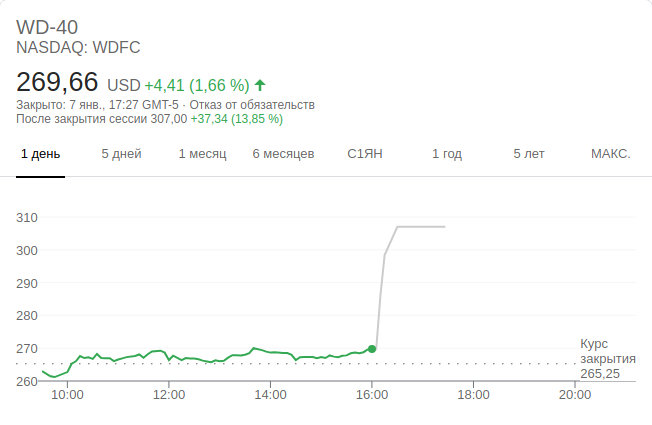 WD-40
NASDAQ: WDFC
269,66 USD +4,41 (1,66 %)
Закрыто: 7 янв., 17:27 GMT-5 · Отказ от обязательств
После закрытия сессии 307,00 +37,34 (13,85 %)
1 день 5 дней 1 месяц 6 месяцев С1ЯН 1 год 5 лет МАКС.
310
300
290
280
270
260
Курс
закрытия
265,25
10:00 12:00 14:00 16:00 18:00 20:00